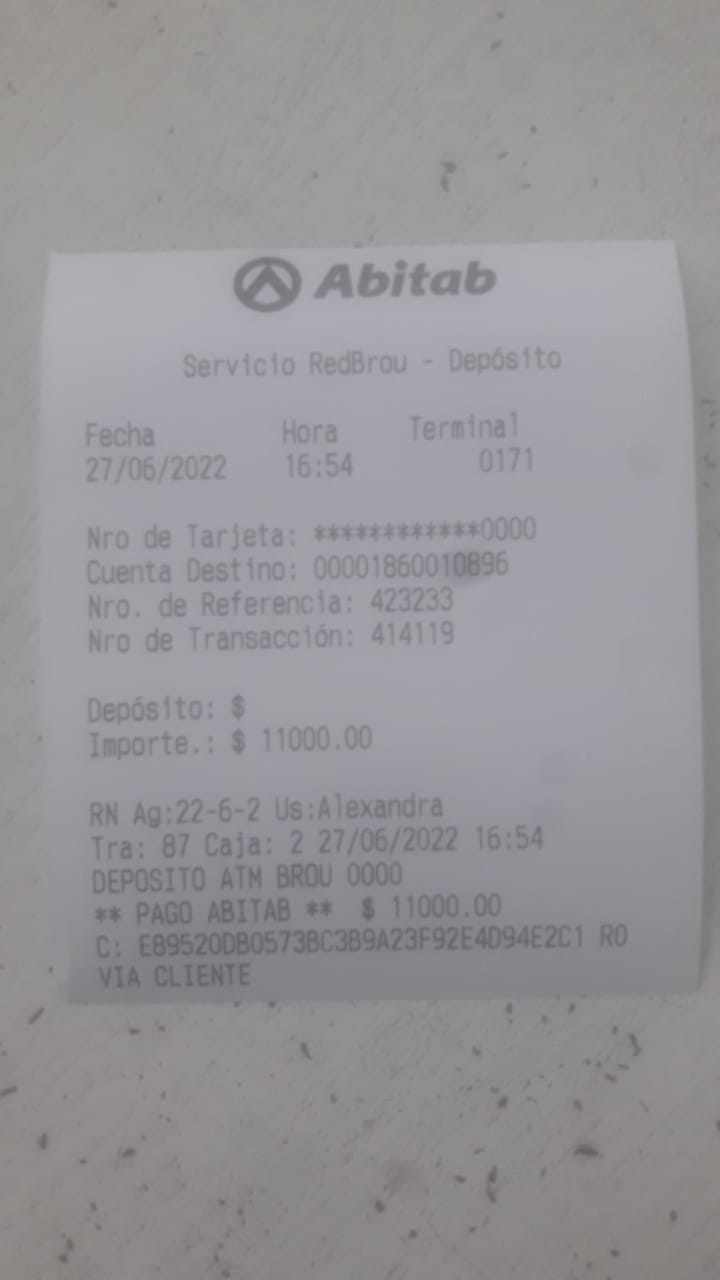 Abitab
Servicio RedBrou - Depósito
Fecha Hora Terminal
27/06/2022 16:54 0171
Nro de Tarjeta: ************0000
Cuenta Destino: 00001860010896
Nro. de Referencia: 423233
Nro de Transacción: 414119
Depósito: $
Importe.: $ 11000.00
RN Ag:22-6-2 Us:Alexandra
Tra: 87 Caja: 2 27/06/2022 16:54
DEPOSITO ATM BROU 0000
** PAGO ABITAB ** $ 11000.00
C: E89520DB0573BC3B9A23F92E4D94E2C1 RO
VIA CLIENTE